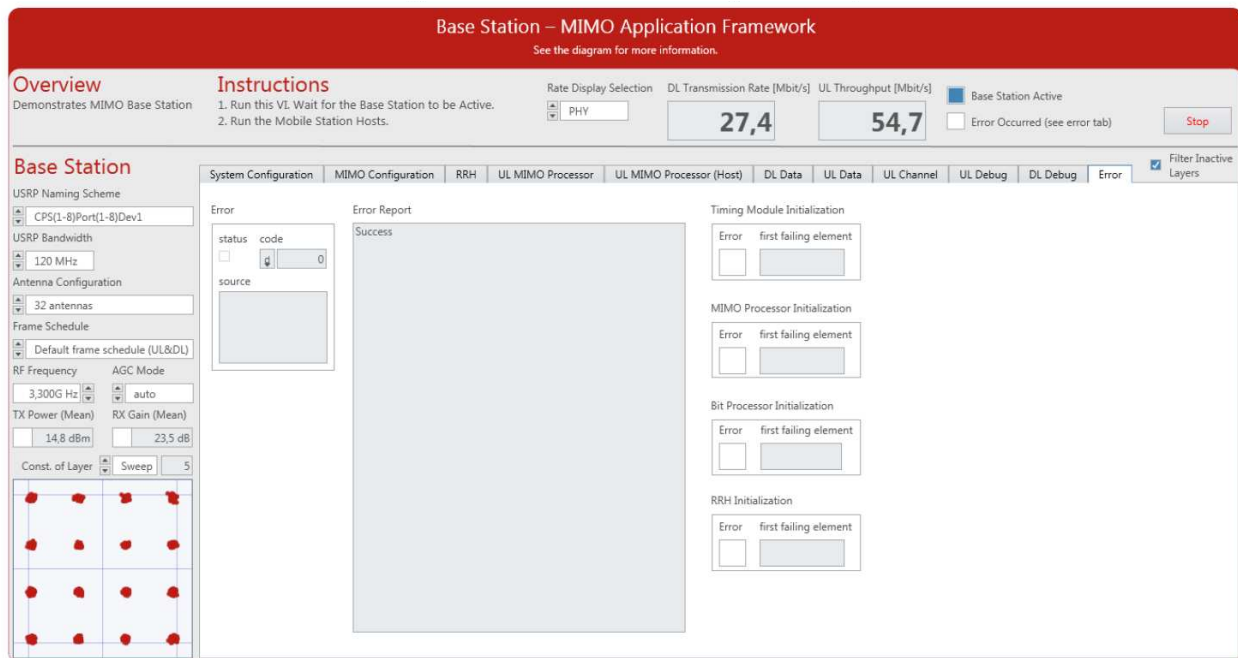 Base Station – MIMO Application Framework
See the diagram for more information.
Overview
Demonstrates MIMO Base Station
Instructions
1. Run this VI. Wait for the Base Station to be Active.
2. Run the Mobile Station Hosts.
Rate Display Selection
PHY
DL Transmission Rate [Mbit/s]
27,4
UL Throughput [Mbit/s]
54,7
Base Station Active
Error Occurred (see error tab)
Stop
Base Station
USRP Naming Scheme
CPS(1-8)Port(1-8)Dev1
USRP Bandwidth
120 MHz
Antenna Configuration
32 antennas
Frame Schedule
Default frame schedule (UL&DL)
RF Frequency AGC Mode
3,300G Hz auto
TX Power (Mean) RX Gain (Mean)
14,8 dBm 23,5 dB
Const. of Layer Sweep 5
System Configuration MIMO Configuration RRH UL MIMO Processor UL MIMO Processor (Host) DL Data UL Data UL Channel UL Debug DL Debug Error
Filter Inactive
Layers
Error
status code
d 0
source
Error Report
Success
Timing Module Initialization
Error first failing element
MIMO Processor Initialization
Error first failing element
Bit Processor Initialization
Error first failing element
RRH Initialization
Error first failing element